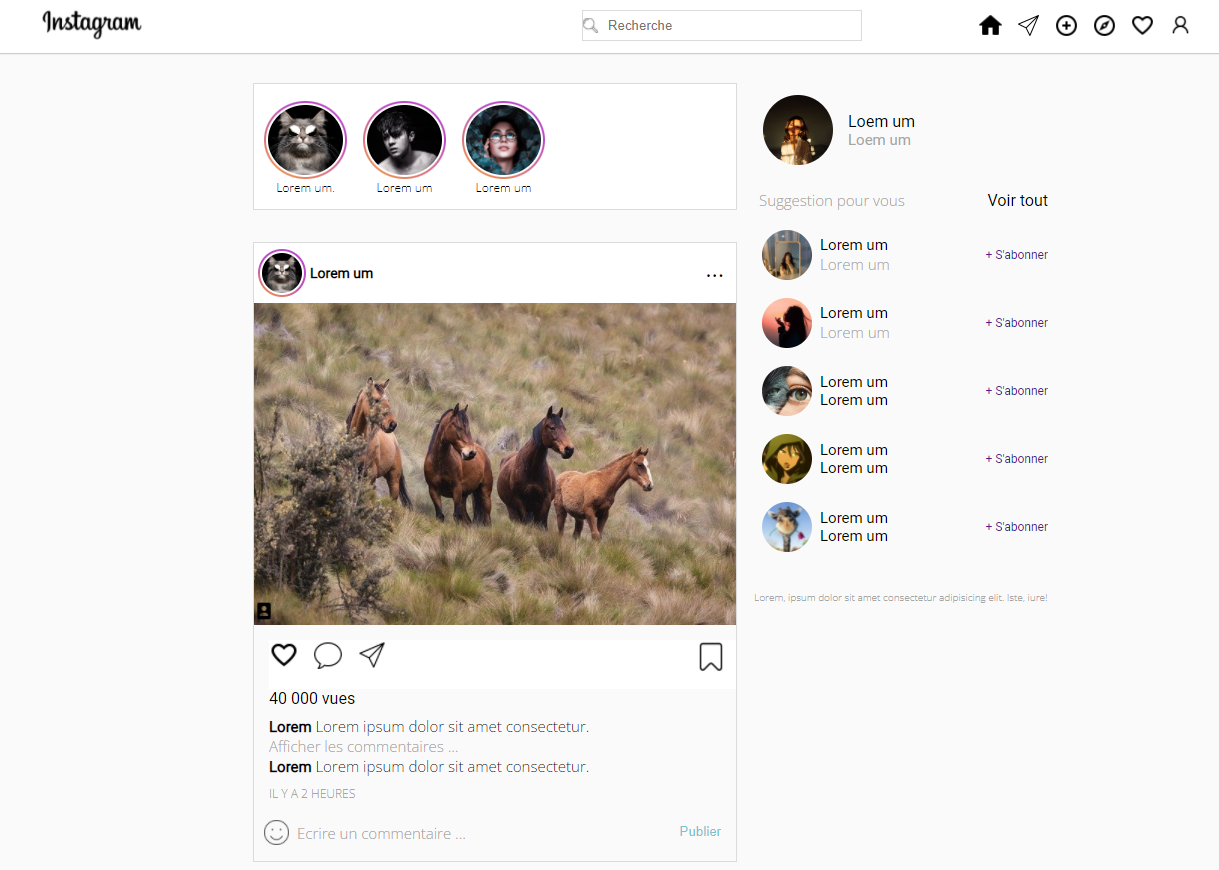 Instagram
Recherche
Lorem um.
Lorem um
Lorem um
Loem um
Loem um
Suggestion pour vous
Voir tout
Lorem um
Lorem um
+ S'abonner
Lorem um
Lorem um
+ S'abonner
Lorem um
Lorem um
+ S'abonner
Lorem um
Lorem um
+ S'abonner
Lorem um
Lorem um
+ S'abonner
Lorem, ipsum dolor sit amet consectetur adipisicing elit. Iste, iure!
Lorem um
...
40 000 vues
Lorem Lorem ipsum dolor sit amet consectetur.
Afficher les commentaires ...
Lorem Lorem ipsum dolor sit amet consectetur.
IL Y A 2 HEURES
Ecrire un commentaire ...
Publier